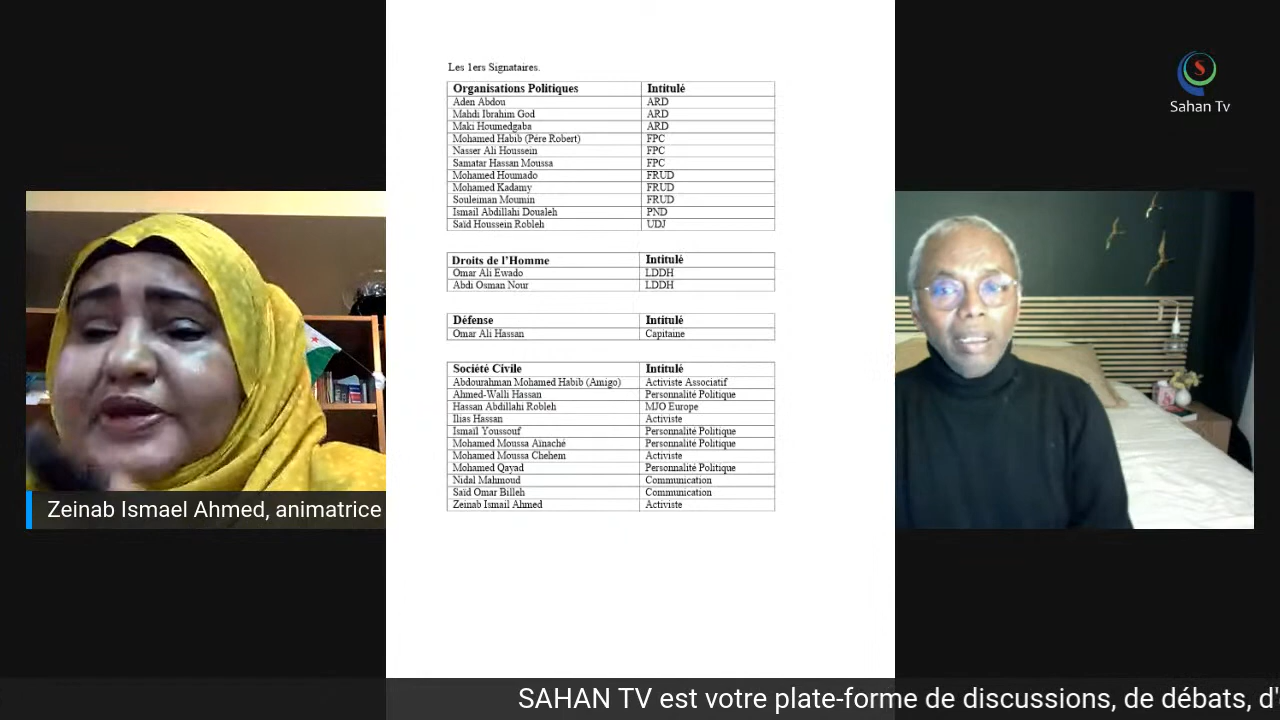 Les 1ers Signataires.
Organisations Politiques Intitulé
Aden Abdou ARD
Mahdi Ibrahim God ARD
Maki Houmedgaba ARD
Mohamed Habib (Père Robert) FPC
Nasser Ali Houssein FPC
Samatar Hassan Moussa FPC
Mohamed Houmado FRUD
Mohamed Kadamy FRUD
Souleiman Moumin FRUD
Ismail Abdillahi Doualeh PND
Saïd Houssein Robleh UDJ
Droits de l'Homme Intitulé
Omar Ali Ewado LDDH
Abdi Osman Nour LDDH
Défense Intitulé
Omar Ali Hassan Capitaine
Société Civile Intitulé
Abdourahman Mohamed Habib (Amigo) Activiste Associatif
Ahmed-Walli Hassan Personnalité Politique
Hassan Abdillahi Robleh MJO Europe
Ilias Hassan Activiste
Ismaïl Youssouf Personnalité Politique
Mohamed Moussa Aïnaché Personnalité Politique
Mohamed Moussa Chehem Activiste
Mohamed Qayad Personnalité Politique
Nidal Mahmoud Communication
Saïd Omar Billeh Communication
Zeinab Ismail Ahmed Activiste
S
Sahan Tv
Zeinab Ismael Ahmed, animatrice
SAHAN TV est votre plate-forme de discussions, de débats, d'